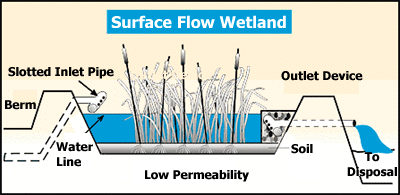 Surface Flow Wetland
Slotted Inlet Pipe
Outlet Device
Berm
Water
Line
Soil
To
Disposal
Low Permeability